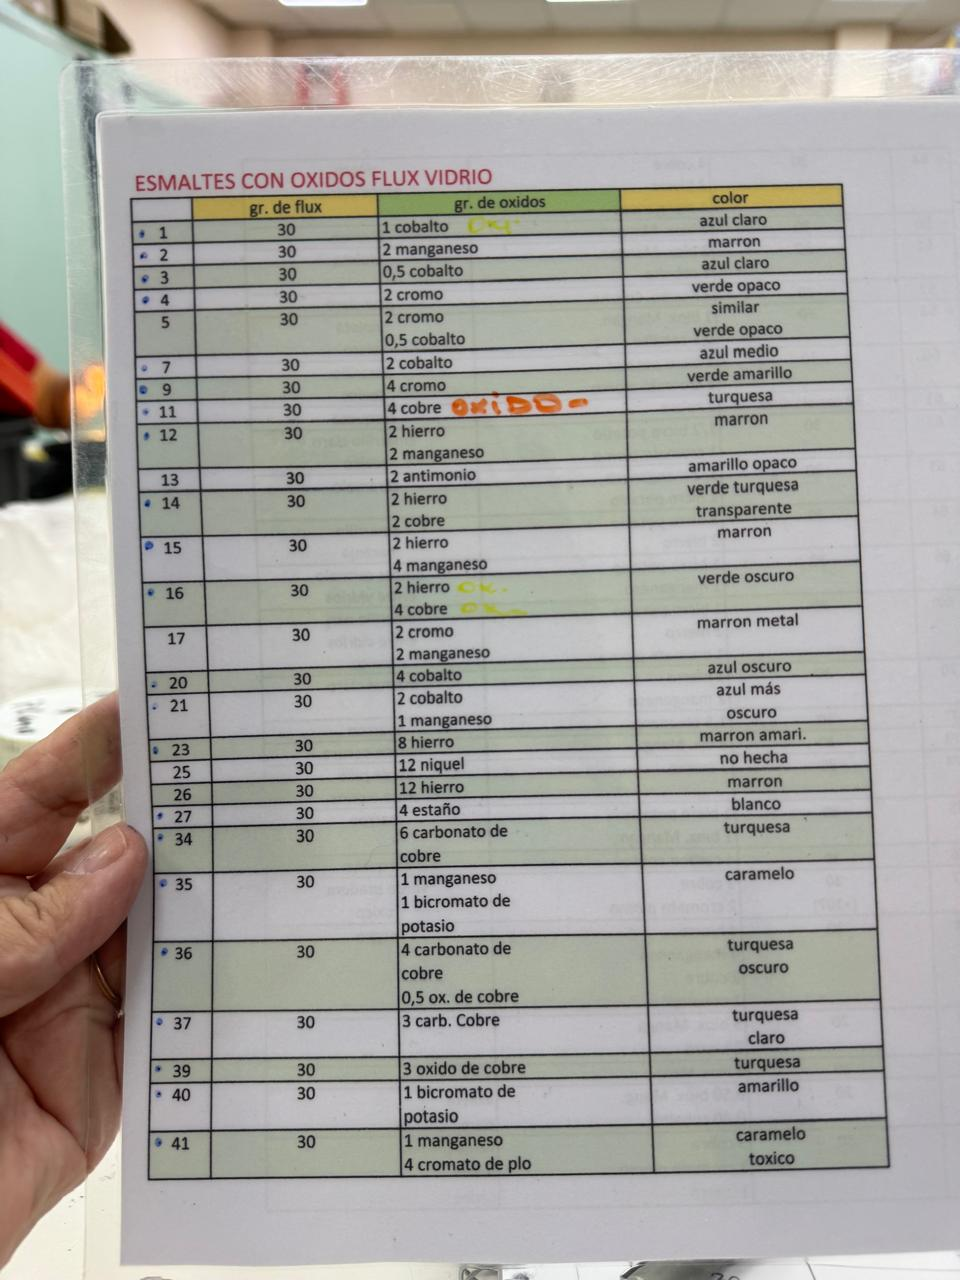 ESMALTES CON OXIDOS FLUX VIDRIO
gr. de flux gr. de oxidos color
1 30 1 cobalto OX. azul claro
2 30 2 manganeso marron
3 30 0,5 cobalto azul claro
4 30 2 cromo verde opaco
5 30 2 cromo similar
0,5 cobalto verde opaco
7 30 2 cobalto azul medio
9 30 4 cromo verde amarillo
11 30 4 cobre OXIDO- turquesa
12 30 2 hierro marron
2 manganeso
13 30 2 antimonio amarillo opaco
14 30 2 hierro verde turquesa
2 cobre transparente
15 30 2 hierro marron
4 manganeso
16 30 2 hierro OX. verde oscuro
4 cobre OX-
17 30 2 cromo marron metal
2 manganeso
20 30 4 cobalto azul oscuro
21 30 2 cobalto azul más
1 manganeso oscuro
23 30 8 hierro marron amari.
25 30 12 niquel no hecha
26 30 12 hierro marron
27 30 4 estaño blanco
34 30 6 carbonato de turquesa
cobre
35 30 1 manganeso caramelo
1 bicromato de
potasio
36 30 4 carbonato de turquesa
cobre oscuro
0,5 ox. de cobre
37 30 3 carb. Cobre turquesa
claro
39 30 3 oxido de cobre turquesa
40 30 1 bicromato de amarillo
potasio
41 30 1 manganeso caramelo
4 cromato de plo toxico